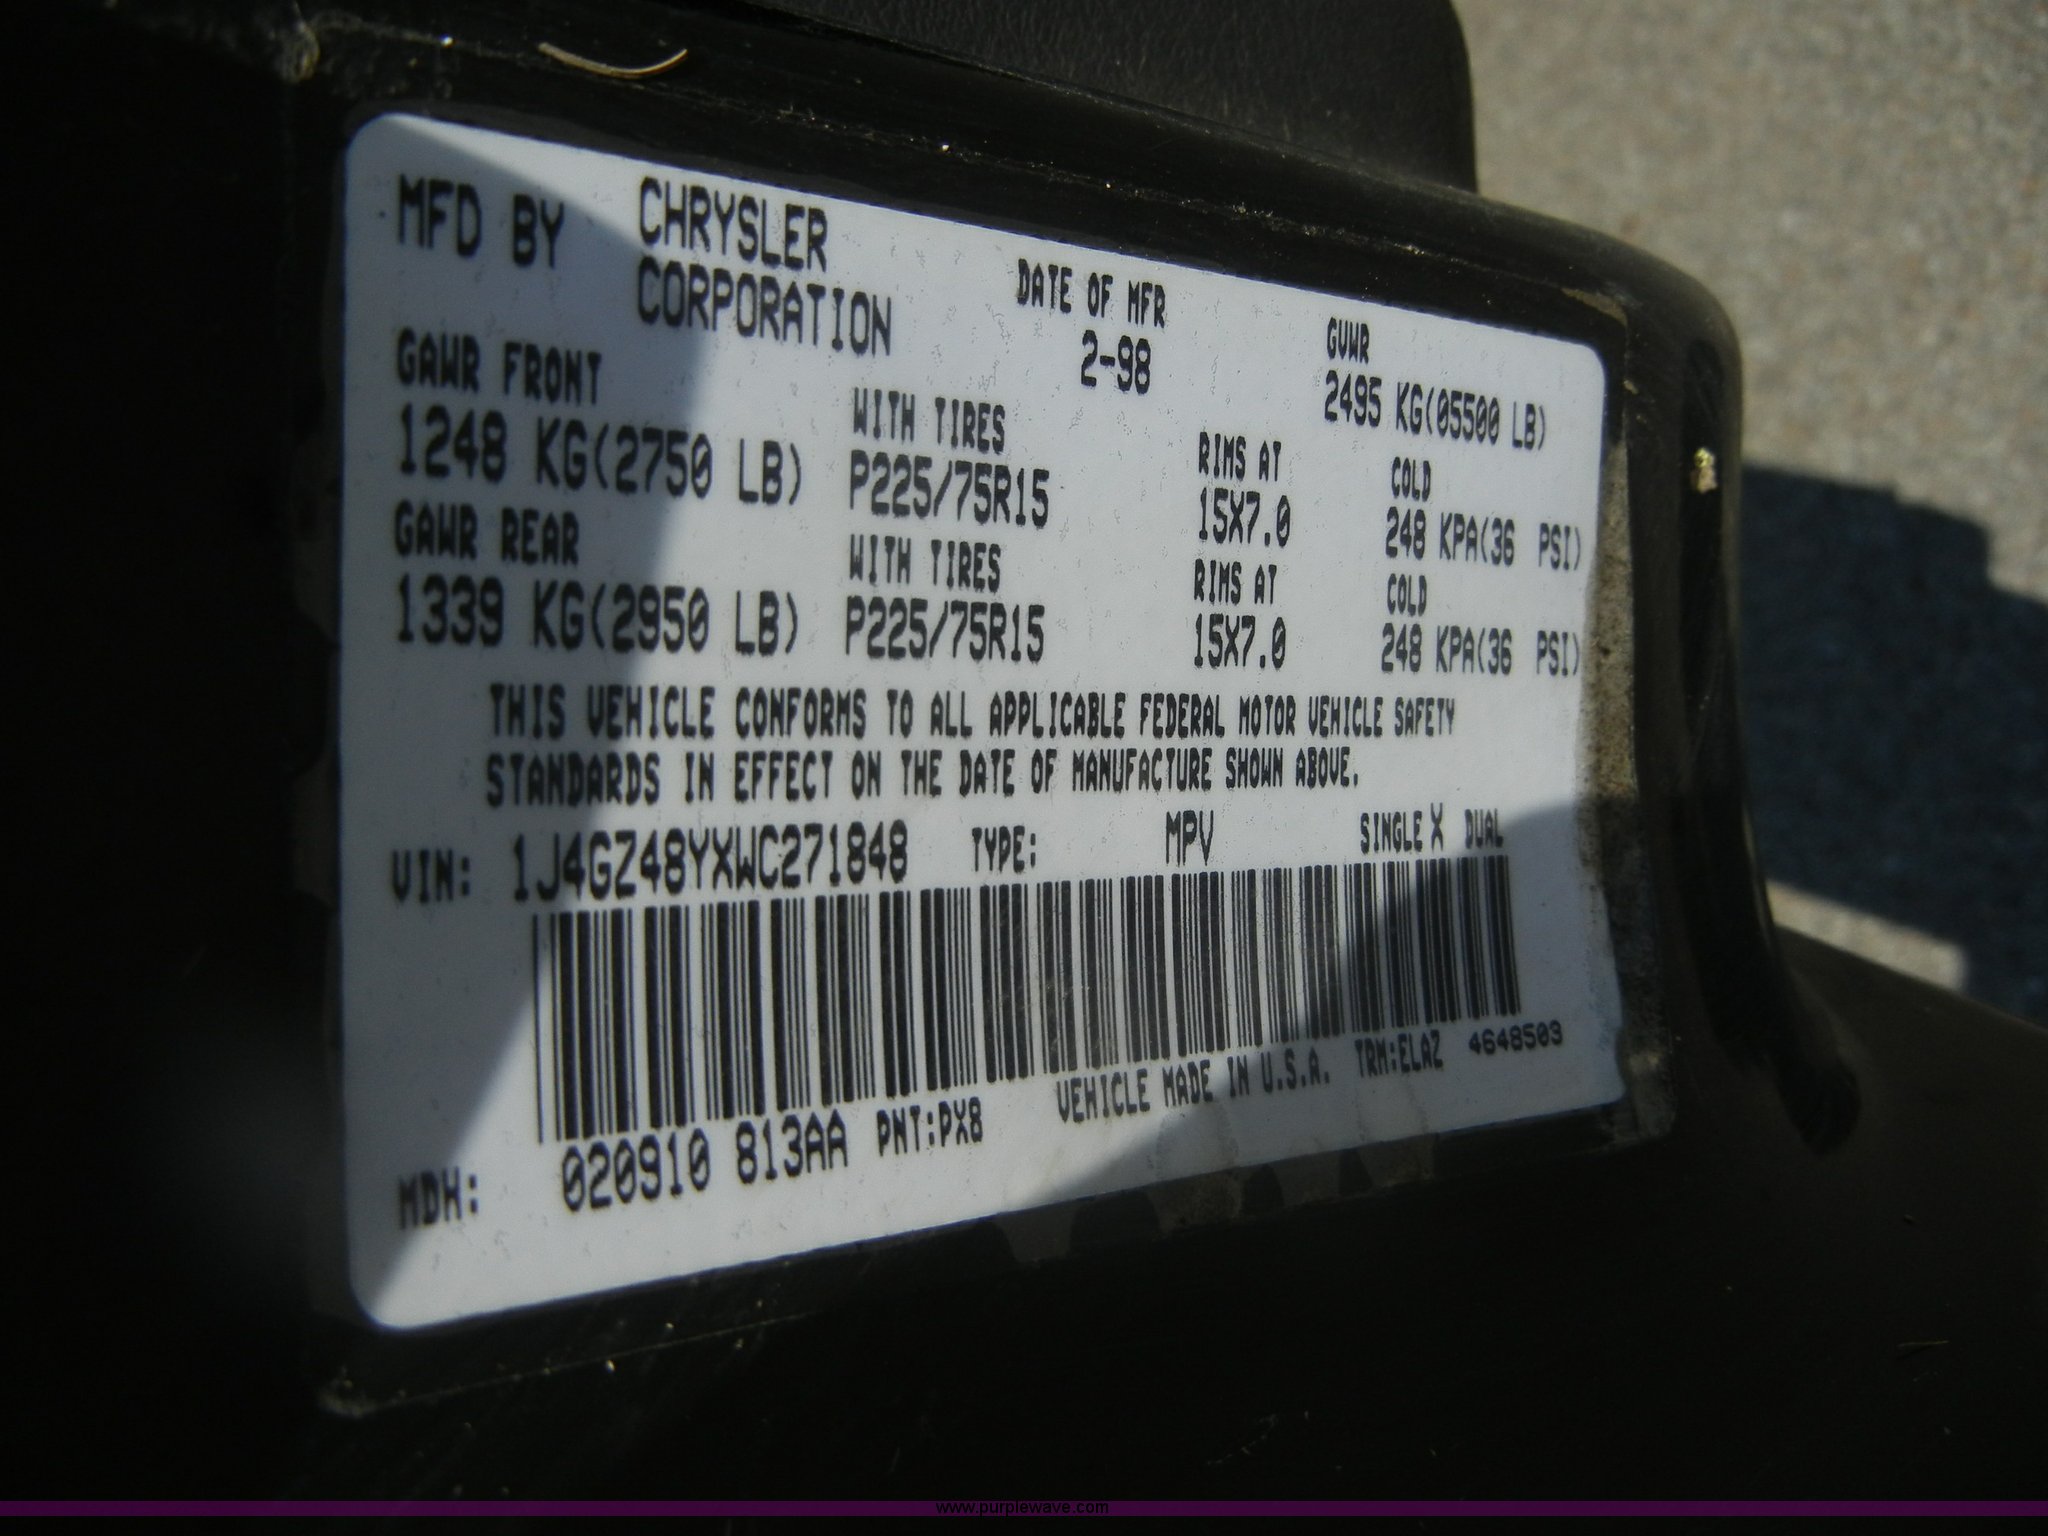 MFD BY CHRYSLER CORPORATION
DATE OF MFR 2-98
GVWR 2495 KG(05500 LB)
GAWR FRONT WITH TIRES RIMS AT COLD
1248 KG(2750 LB) P225/75R15 15X7.0 248 KPA(36 PSI)
GAWR REAR WITH TIRES RIMS AT COLD
1339 KG(2950 LB) P225/75R15 15X7.0 248 KPA(36 PSI)
THIS VEHICLE CONFORMS TO ALL APPLICABLE FEDERAL MOTOR VEHICLE SAFETY
STANDARDS IN EFFECT ON THE DATE OF MANUFACTURE SHOWN ABOVE.
VIN: 1J4GZ48YXWC271848 TYPE: MPV SINGLE X DUAL
VEHICLE MADE IN U.S.A. TRM:ELAZ 4648503
MDH: 020910 813AA PNT:PX8
www.purplewave.com